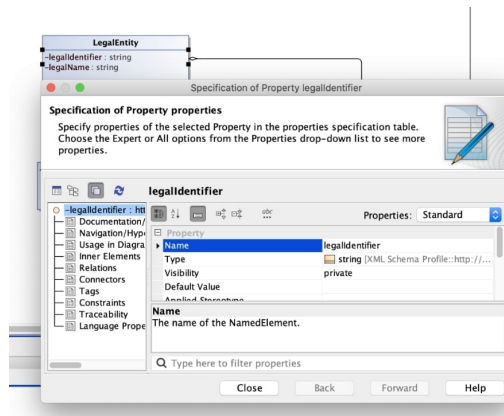 LegalEntity
-legalIdentifier : string
-legalName : string
Specification of Property legalIdentifier
Specification of Property properties
Specify properties of the selected Property in the properties specification table.
Choose the Expert or All options from the Properties drop-down list to see more
properties.
legalIdentifier
-legalIdentifier : htt
Documentation/
Navigation/Hype
Usage in Diagra
Inner Elements
Relations
Connectors
Tags
Constraints
Traceability
Language Prope
Properties: Standard
Property
Name legalIdentifier
Type string [XML Schema Profile::http://...
Visibility private
Default Value
Applied Stereotype
Name
The name of the NamedElement.
Type here to filter properties
Close Back Forward Help